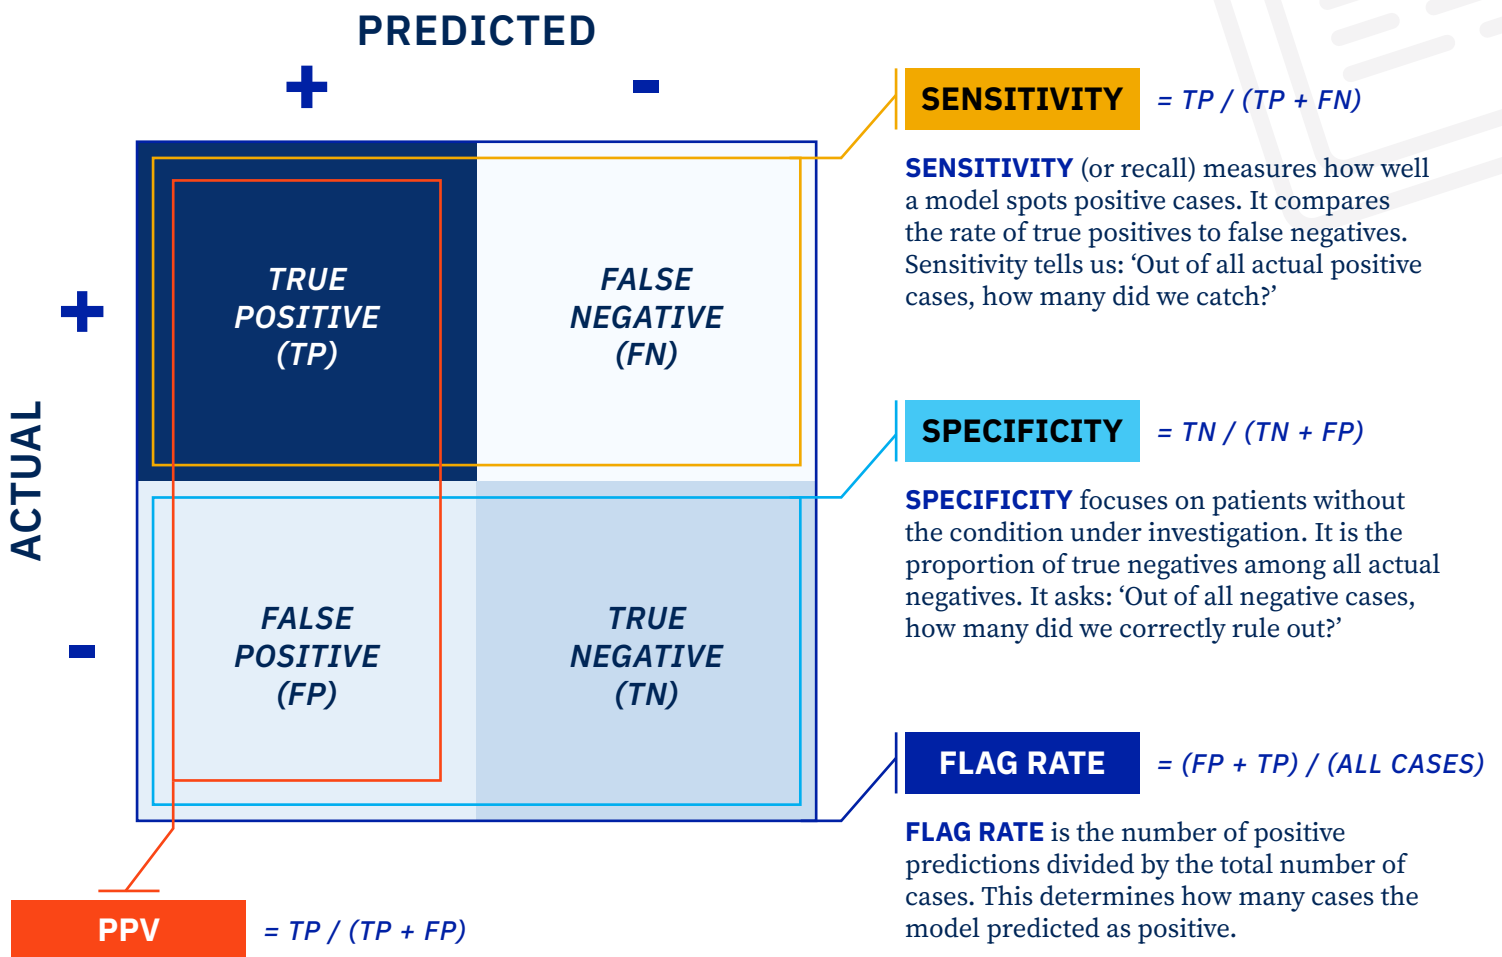 PREDICTED
+ -
ACTUAL
+
-
TRUE
POSITIVE
(TP)
FALSE
NEGATIVE
(FN)
FALSE
POSITIVE
(FP)
TRUE
NEGATIVE
(TN)
SENSITIVITY = TP / (TP + FN)
SENSITIVITY (or recall) measures how well
a model spots positive cases. It compares
the rate of true positives to false negatives.
Sensitivity tells us: ‘Out of all actual positive
cases, how many did we catch?’
SPECIFICITY = TN / (TN + FP)
SPECIFICITY focuses on patients without
the condition under investigation. It is the
proportion of true negatives among all actual
negatives. It asks: ‘Out of all negative cases,
how many did we correctly rule out?’
FLAG RATE = (FP + TP) / (ALL CASES)
FLAG RATE is the number of positive
predictions divided by the total number of
cases. This determines how many cases the
model predicted as positive.
PPV = TP / (TP + FP)